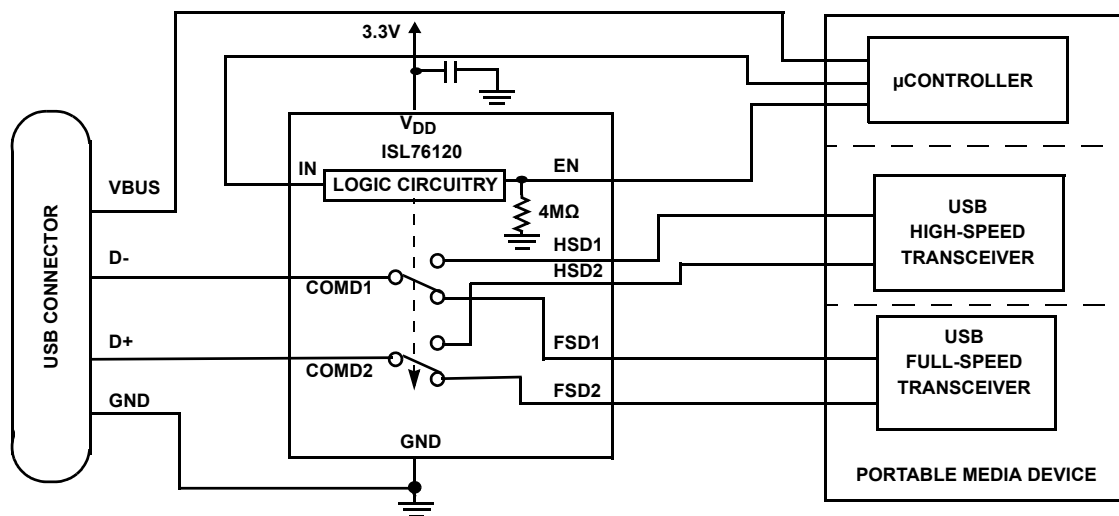 3.3V
µCONTROLLER
VDD
ISL76120
IN
LOGIC CIRCUITRY
EN
4MΩ
USB CONNECTOR
VBUS
D-
D+
GND
COMD1
COMD2
HSD1
HSD2
FSD1
FSD2
GND
USB
HIGH-SPEED
TRANSCEIVER
USB
FULL-SPEED
TRANSCEIVER
PORTABLE MEDIA DEVICE